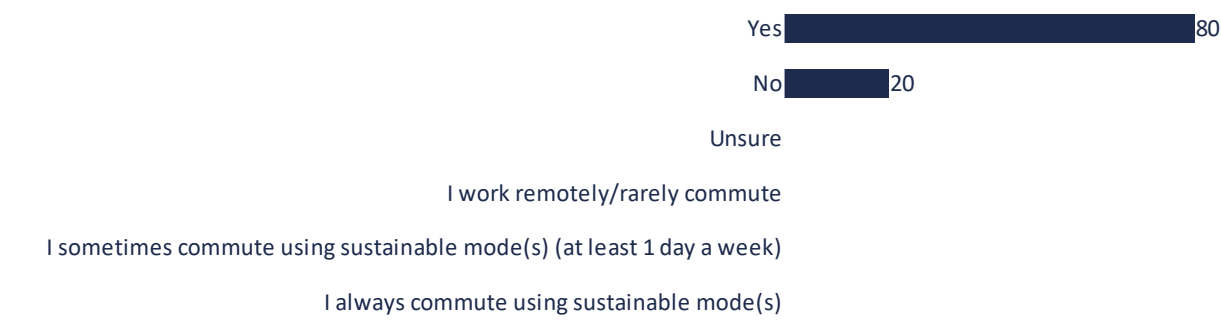 Yes 80
No 20
Unsure
I work remotely/rarely commute
I sometimes commute using sustainable mode(s) (at least 1 day a week)
I always commute using sustainable mode(s)